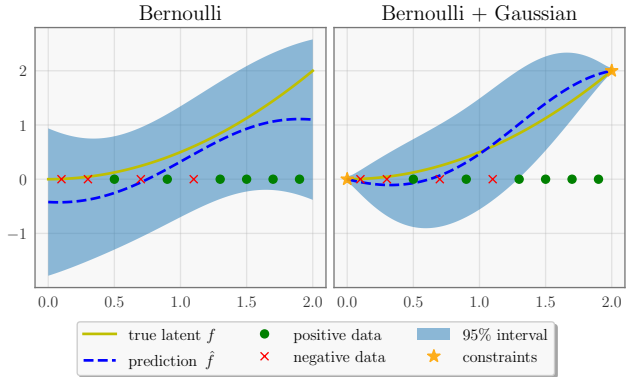 Bernoulli
Bernoulli + Gaussian
2
1
0
−1
0.0 0.5 1.0 1.5 2.0
0.0 0.5 1.0 1.5 2.0
true latent f
prediction f̂
positive data
negative data
95% interval
constraints